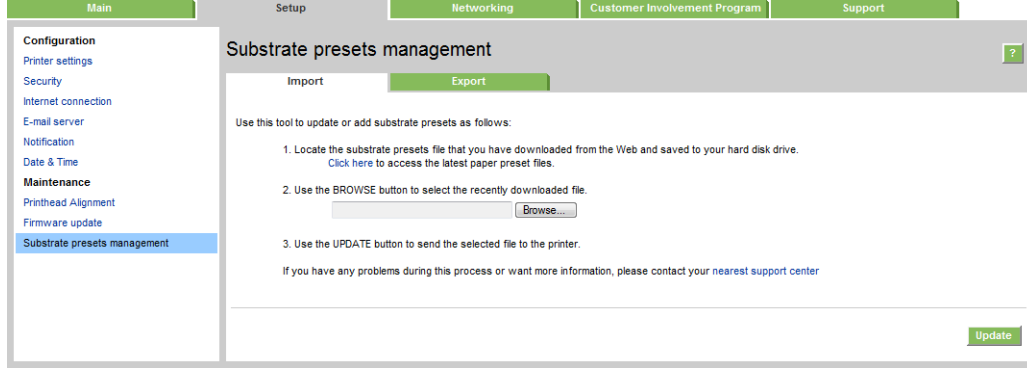 Main
Setup
Networking
Customer Involvement Program
Support
Configuration
Printer settings
Security
Internet connection
E-mail server
Notification
Date & Time
Maintenance
Printhead Alignment
Firmware update
Substrate presets management
Substrate presets management
?
Import
Export
Use this tool to update or add substrate presets as follows:
1. Locate the substrate presets file that you have downloaded from the Web and saved to your hard disk drive.
Click here to access the latest paper preset files.
2. Use the BROWSE button to select the recently downloaded file.
Browse...
3. Use the UPDATE button to send the selected file to the printer.
If you have any problems during this process or want more information, please contact your nearest support center
Update